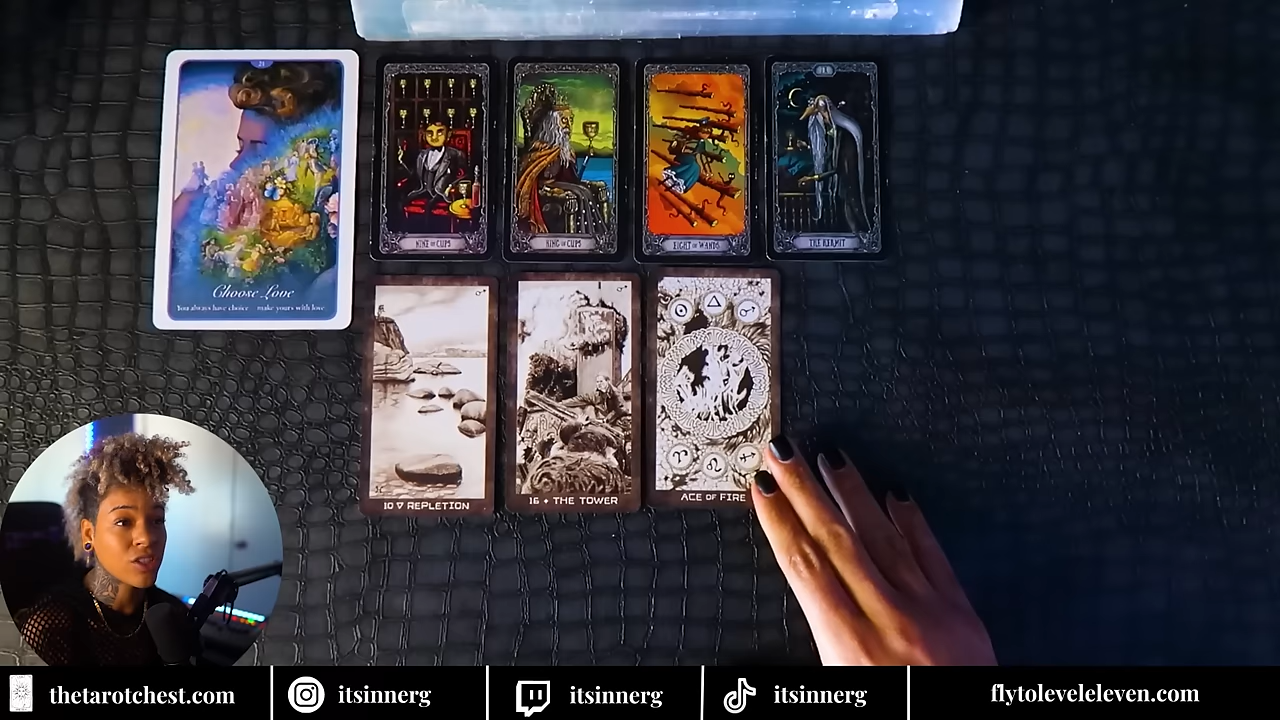 21
Choose Love
You always have choice make yours with love
NINE OF CUPS
KING OF CUPS
EIGHT OF WANDS
THE HERMIT
10 ▽ REPLETION
16 ♦ THE TOWER
ACE OF FIRE
thetarotchest.com
itsinnerg
itsinnerg
itsinnerg
flytoleveleleven.com